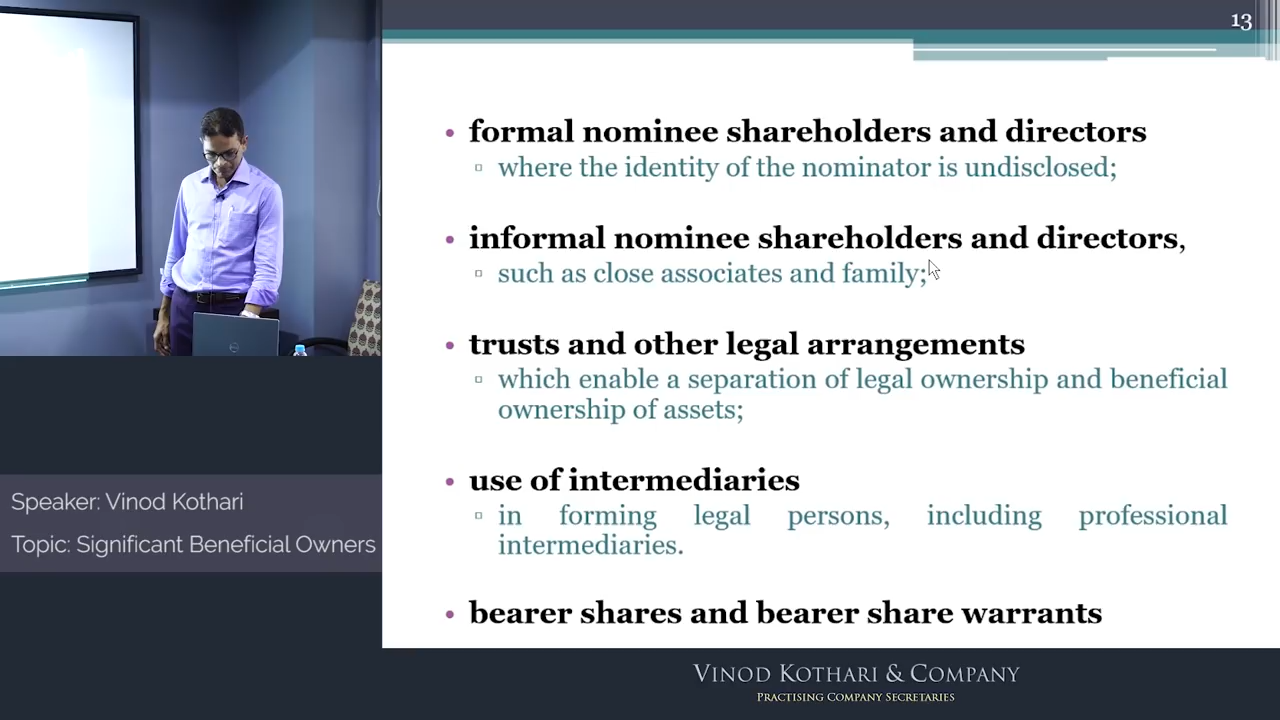 13
• formal nominee shareholders and directors
▫ where the identity of the nominator is undisclosed;
• informal nominee shareholders and directors,
▫ such as close associates and family;
• trusts and other legal arrangements
▫ which enable a separation of legal ownership and beneficial
ownership of assets;
• use of intermediaries
▫ in forming legal persons, including professional
intermediaries.
• bearer shares and bearer share warrants
Speaker: Vinod Kothari
Topic: Significant Beneficial Owners
VINOD KOTHARI & COMPANY
PRACTISING COMPANY SECRETARIES